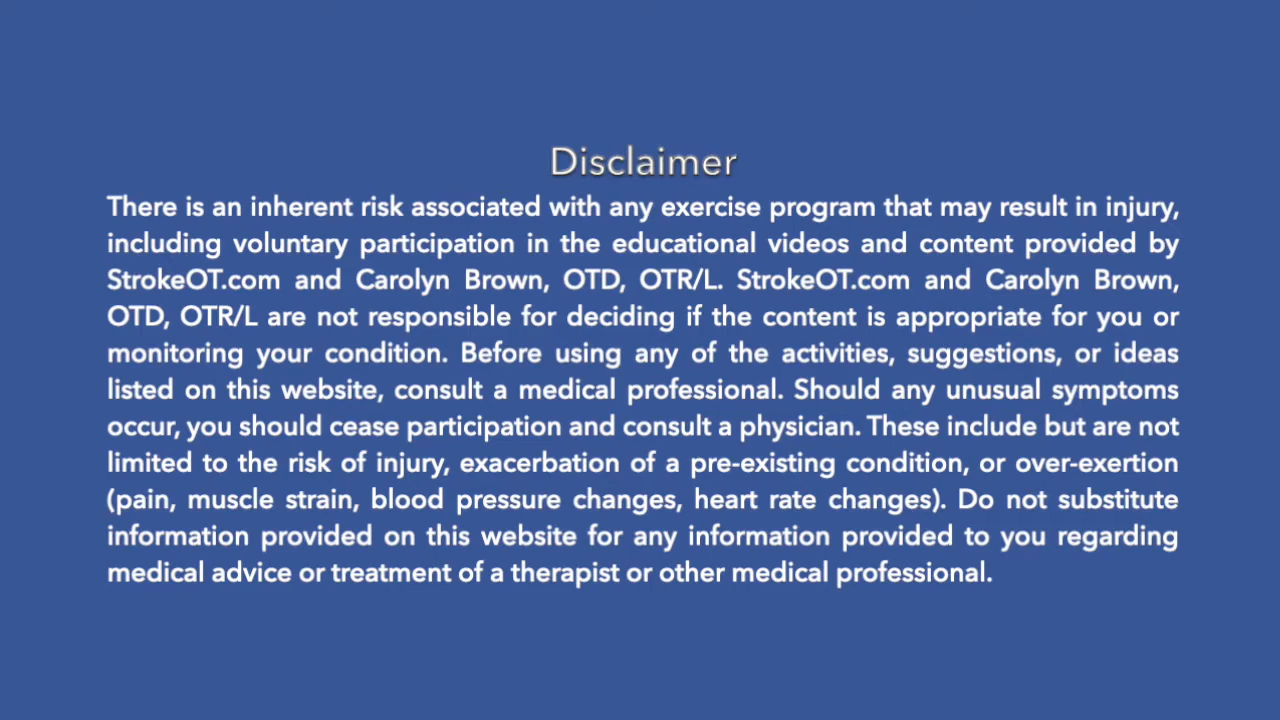 Disclaimer
There is an inherent risk associated with any exercise program that may result in injury,
including voluntary participation in the educational videos and content provided by
StrokeOT.com and Carolyn Brown, OTD, OTR/L. StrokeOT.com and Carolyn Brown,
OTD, OTR/L are not responsible for deciding if the content is appropriate for you or
monitoring your condition. Before using any of the activities, suggestions, or ideas
listed on this website, consult a medical professional. Should any unusual symptoms
occur, you should cease participation and consult a physician. These include but are not
limited to the risk of injury, exacerbation of a pre-existing condition, or over-exertion
(pain, muscle strain, blood pressure changes, heart rate changes). Do not substitute
information provided on this website for any information provided to you regarding
medical advice or treatment of a therapist or other medical professional.